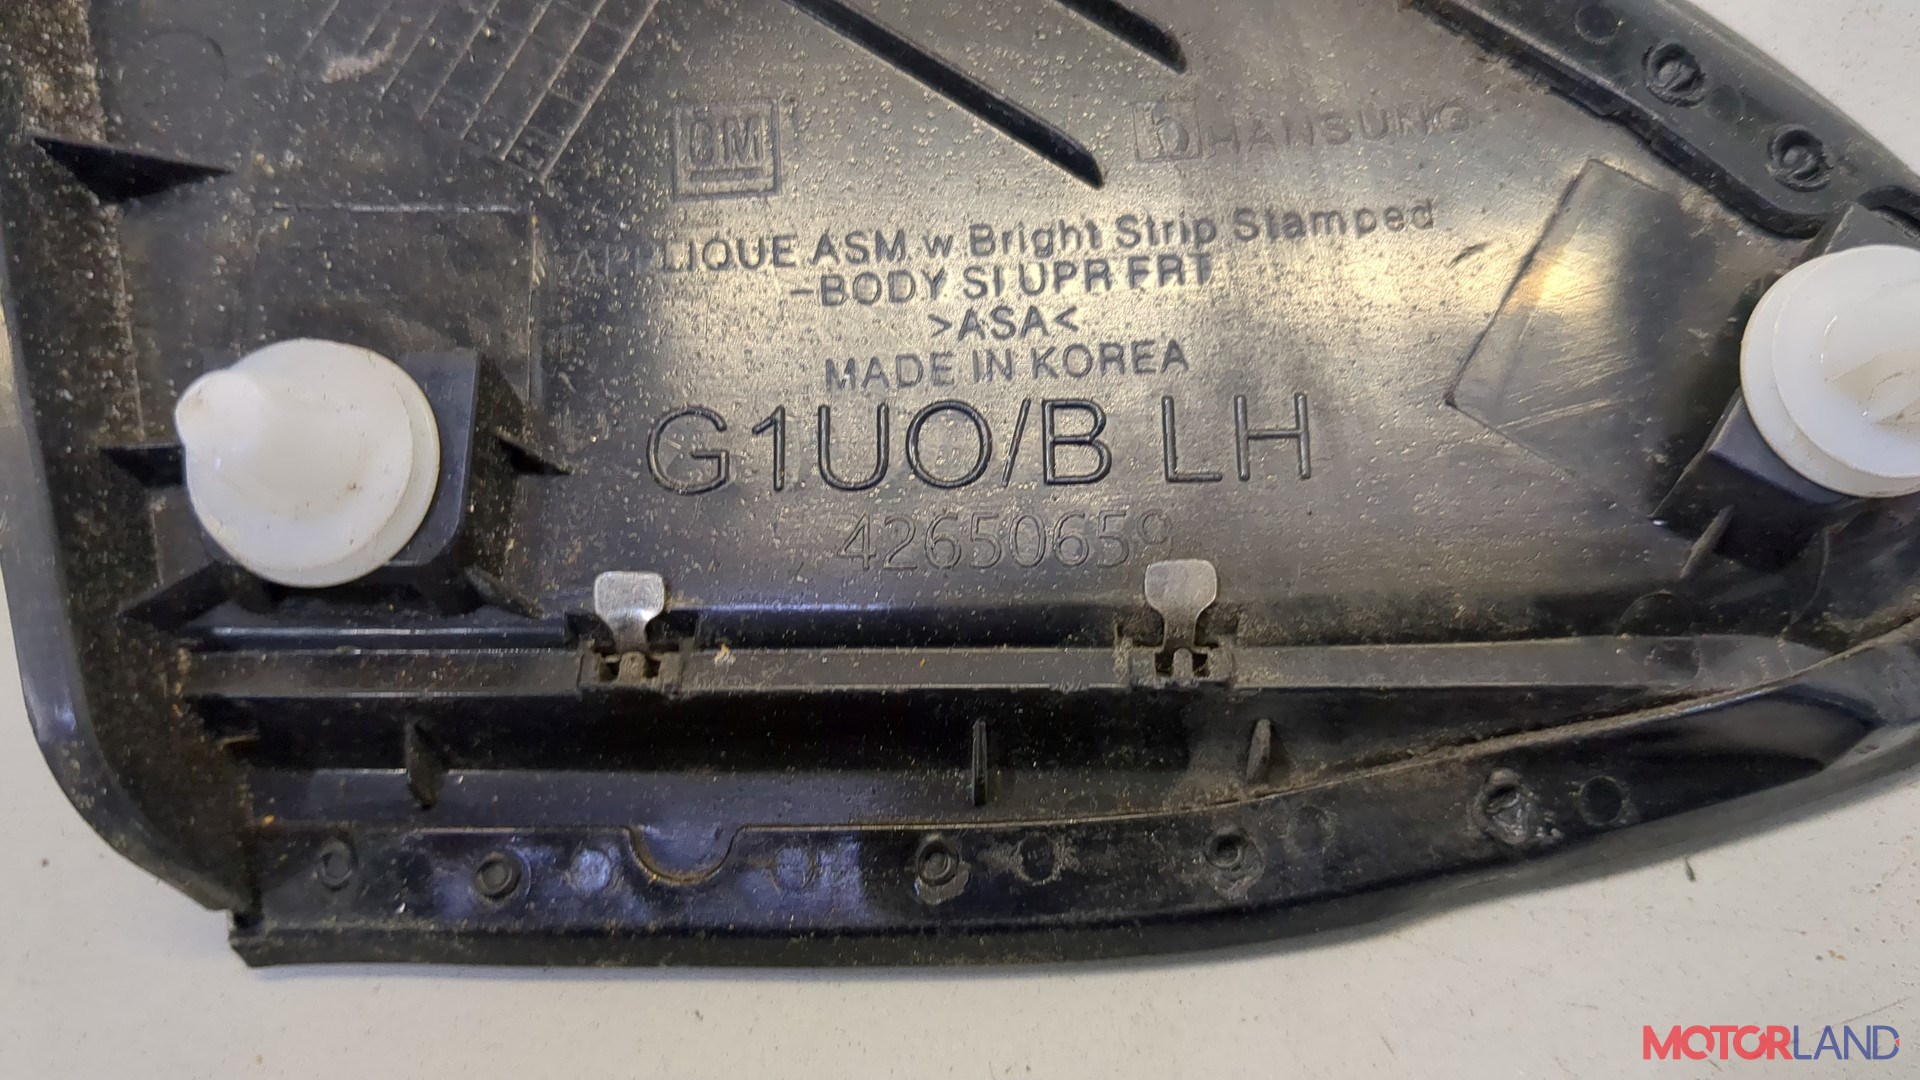 GM
HANSUNG
APPLIQUE ASM. w Bright Strip Stamped
-BODY SI UPR FRT
>ASA<
MADE IN KOREA
G1UO/B LH
42650659
MOTORLAND